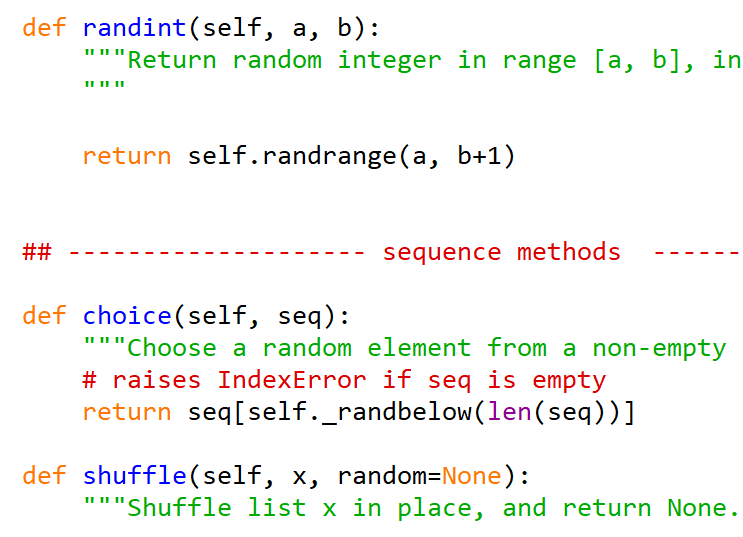 def randint(self, a, b):
    """Return random integer in range [a, b], in
    """
    return self.randrange(a, b+1)
## -------------------- sequence methods  ------
def choice(self, seq):
    """Choose a random element from a non-empty
    # raises IndexError if seq is empty
    return seq[self._randbelow(len(seq))]
def shuffle(self, x, random=None):
    """Shuffle list x in place, and return None.